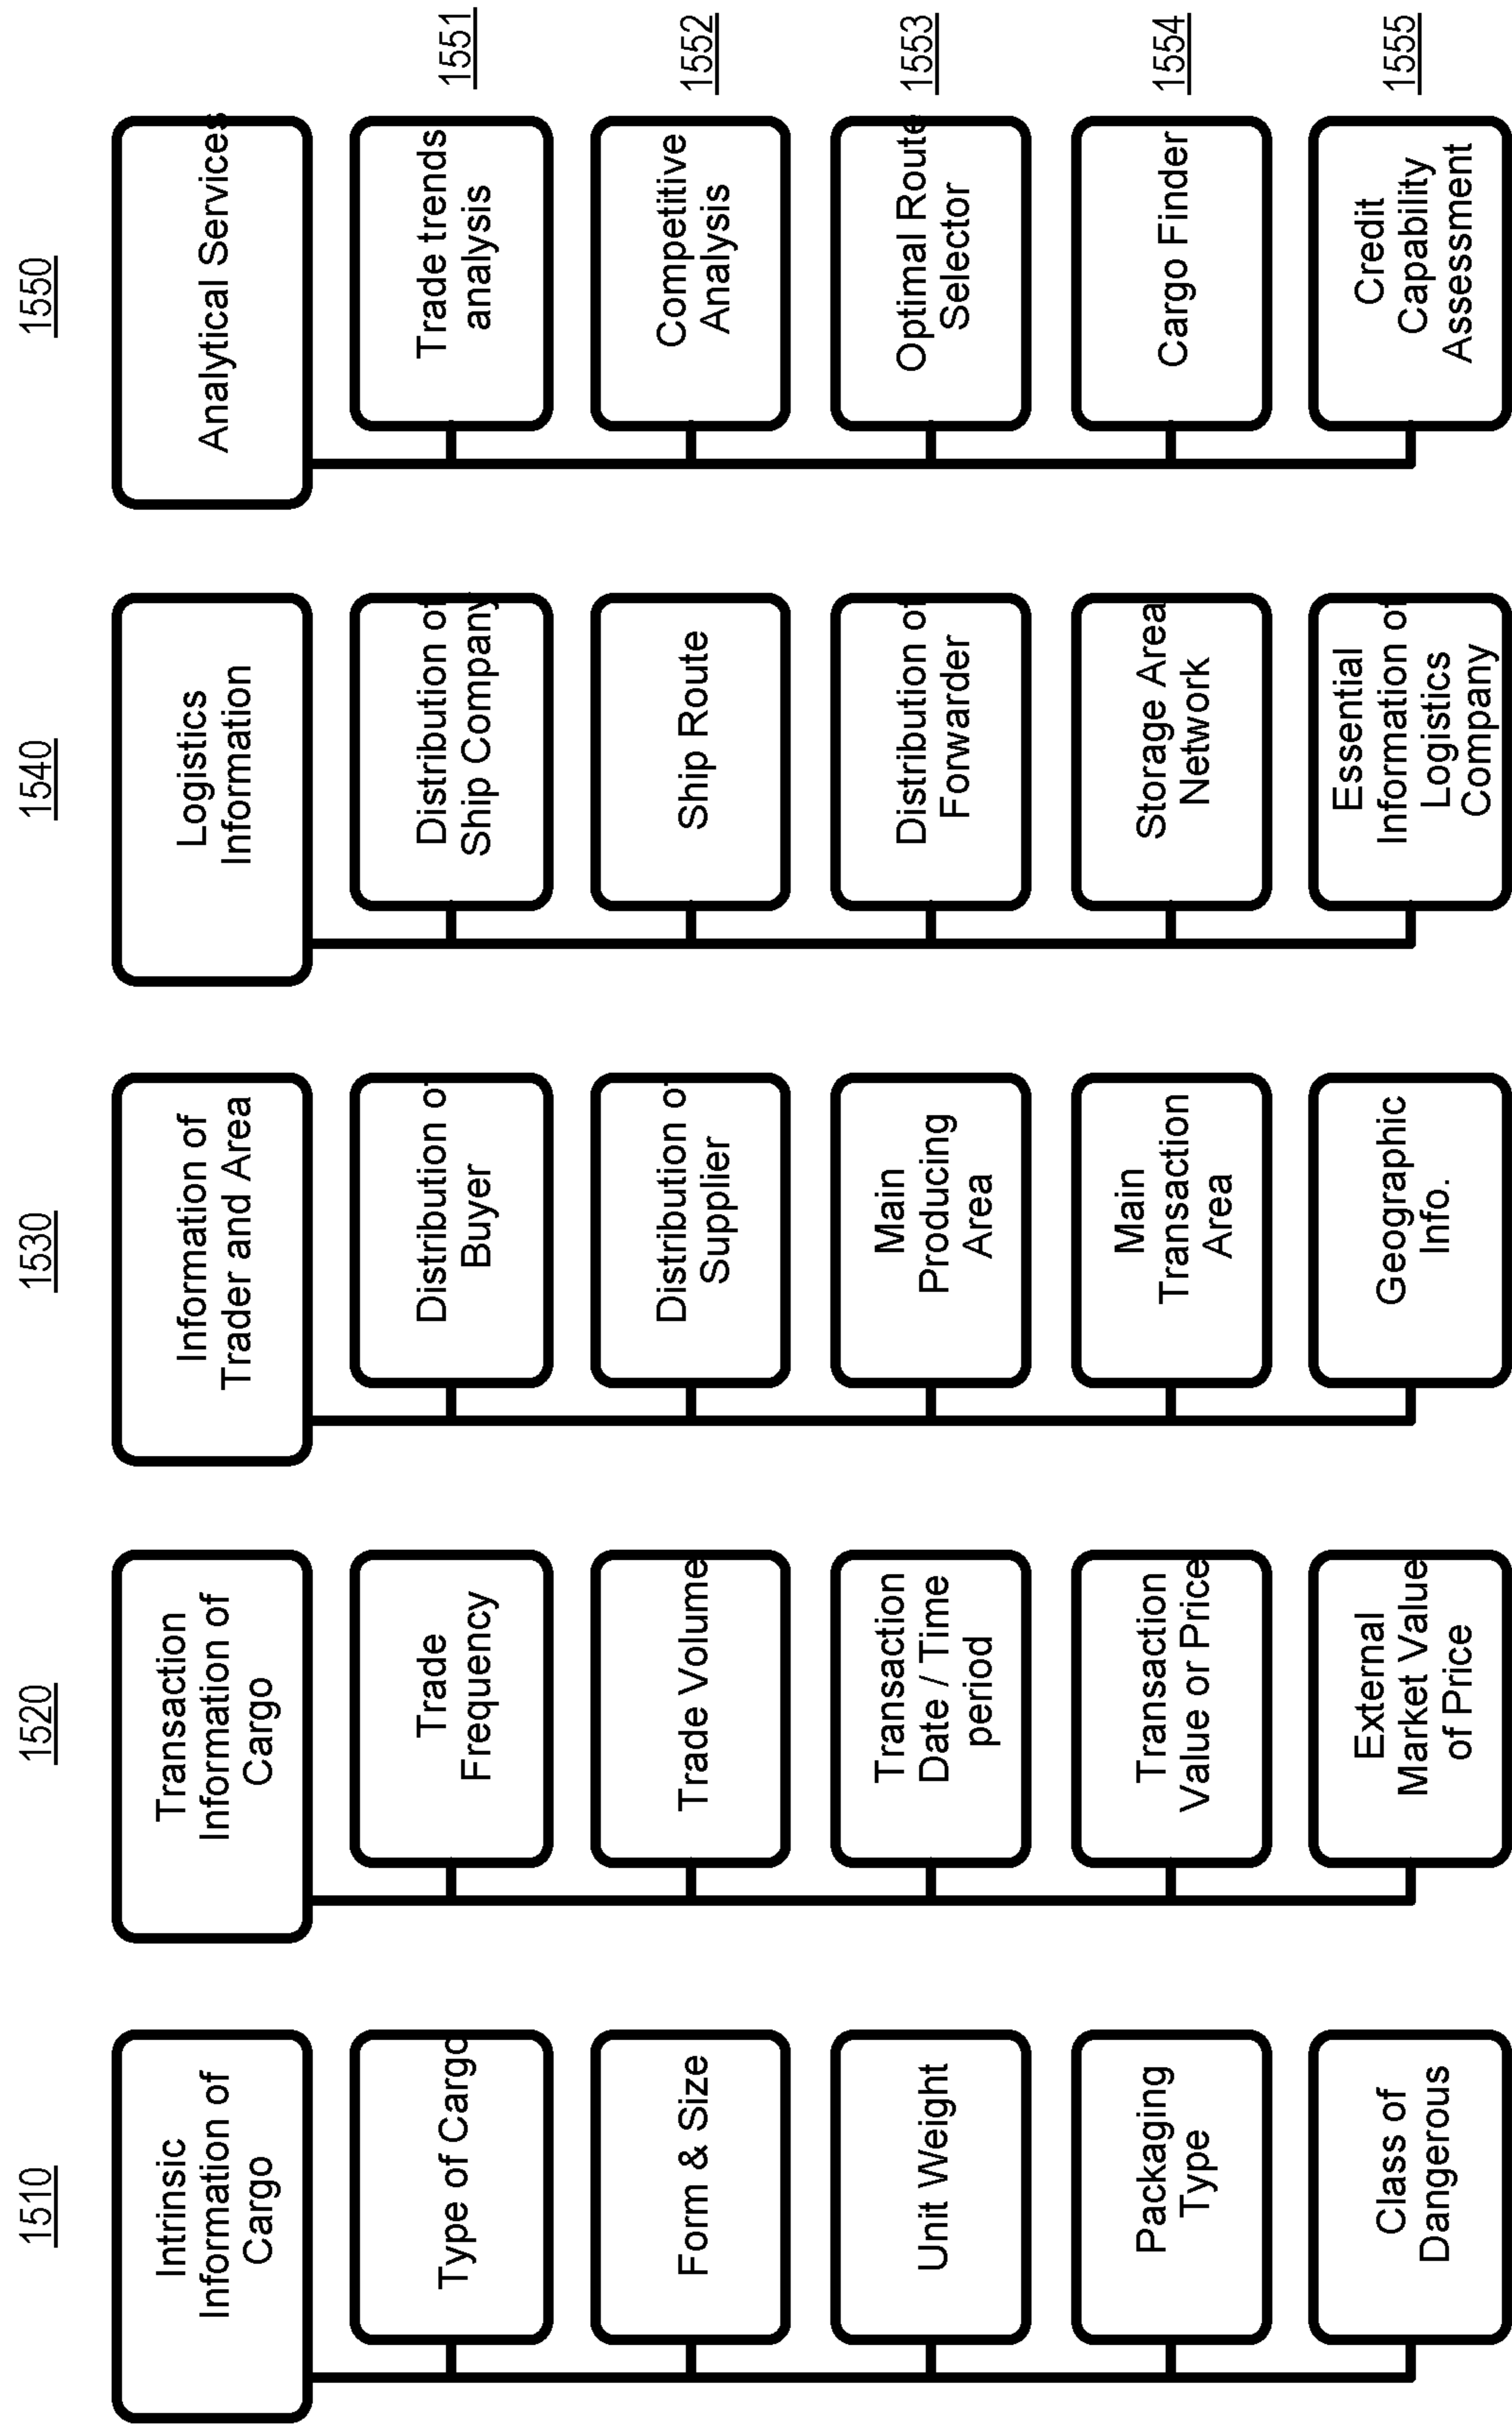 1510
Intrinsic
Information of
Cargo
Type of Cargo
Form & Size
Unit Weight
Packaging
Type
Class of
Dangerous
1520
Transaction
Information of
Cargo
Trade
Frequency
Trade Volume
Transaction
Date / Time
period
Transaction
Value or Price
External
Market Value
of Price
1530
Information of
Trader and Area
Distribution of
Buyer
Distribution of
Supplier
Main
Producing
Area
Main
Transaction
Area
Geographic
Info.
1540
Logistics
Information
Distribution of
Ship Company
Ship Route
Distribution of
Forwarder
Storage Area
Network
Essential
Information of
Logistics
Company
1550
Analytical Services
Trade trends
analysis
1551
Competitive
Analysis
1552
Optimal Route
Selector
1553
Cargo Finder
1554
Credit
Capability
Assessment
1555